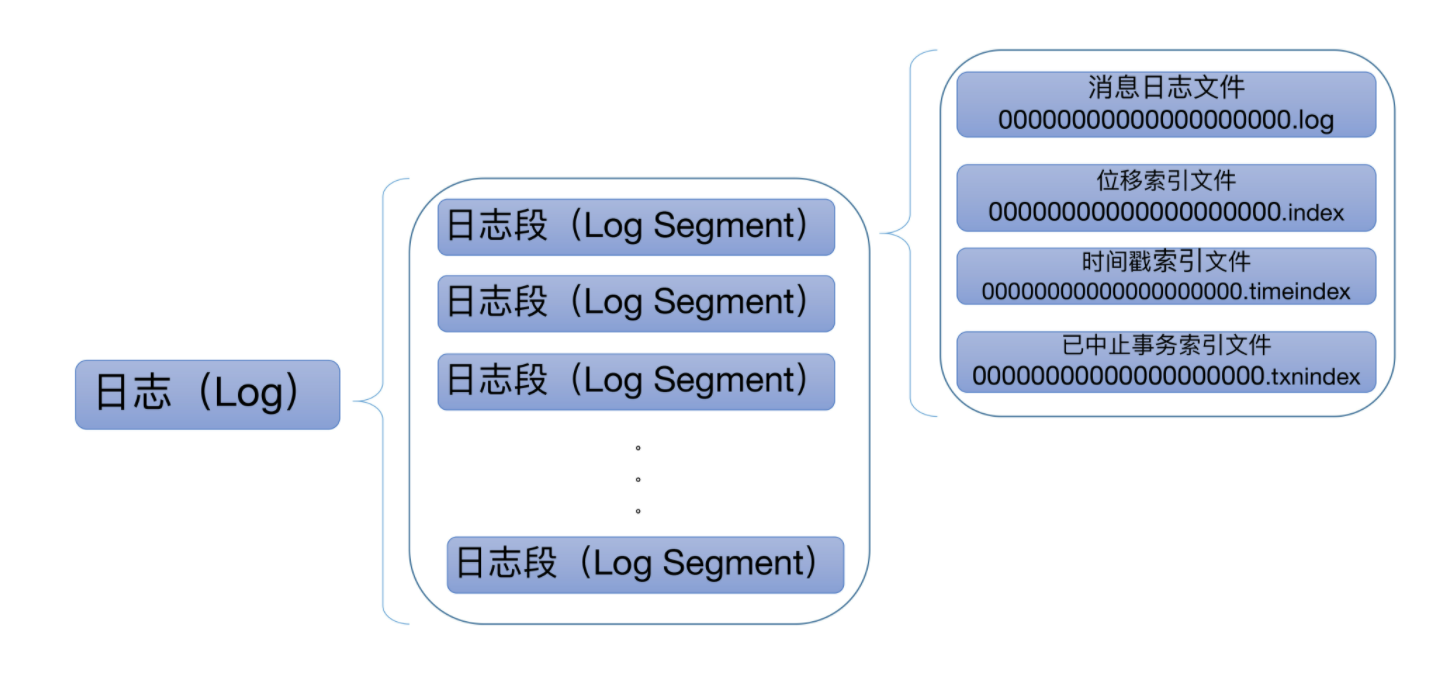 日志（Log）
日志段（Log Segment）
日志段（Log Segment）
日志段（Log Segment）
。
。
。
日志段（Log Segment）
消息日志文件
00000000000000000000.log
位移索引文件
00000000000000000000.index
时间戳索引文件
00000000000000000000.timeindex
已中止事务索引文件
00000000000000000000.txnindex